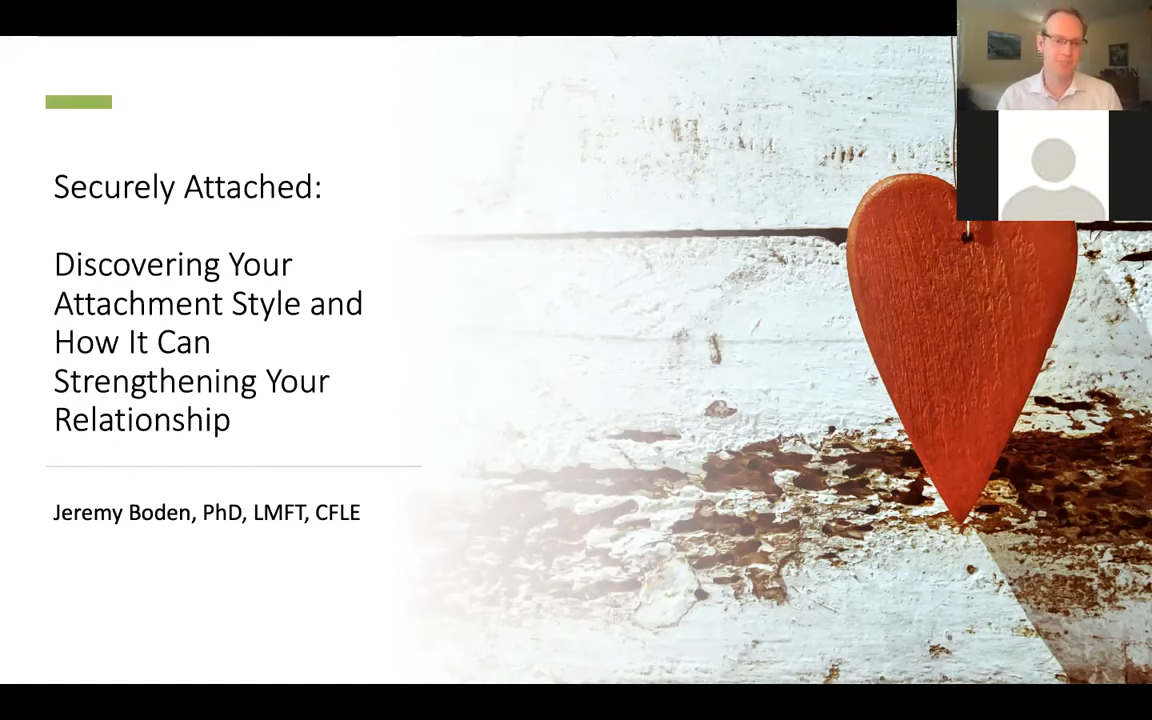 Securely Attached:
Discovering Your
Attachment Style and
How It Can
Strengthening Your
Relationship
Jeremy Boden, PhD, LMFT, CFLE